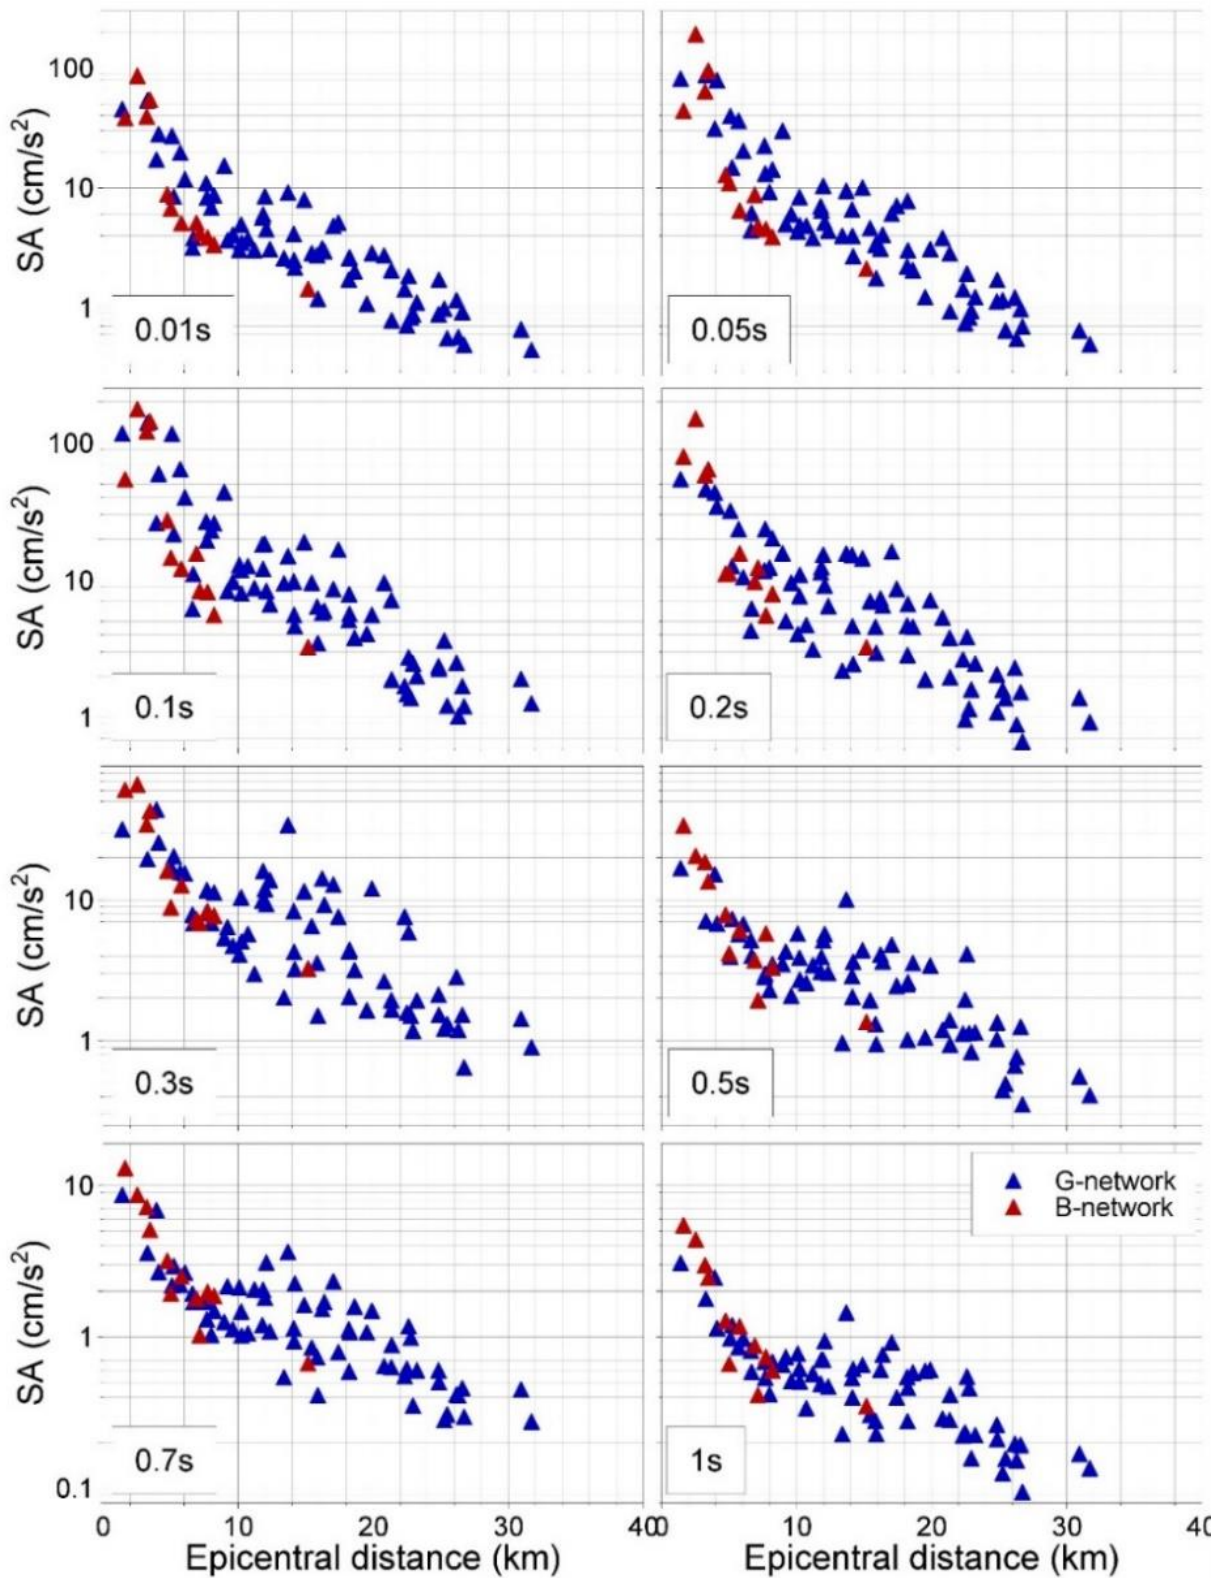 SA (cm/s²)
100
10
1
0.01s
0.05s
SA (cm/s²)
100
10
1
0.1s
0.2s
SA (cm/s²)
10
1
0.3s
0.5s
SA (cm/s²)
10
1
0.1
0.7s
G-network
B-network
1s
0 10 20 30 40 0 10 20 30 40
Epicentral distance (km) Epicentral distance (km)